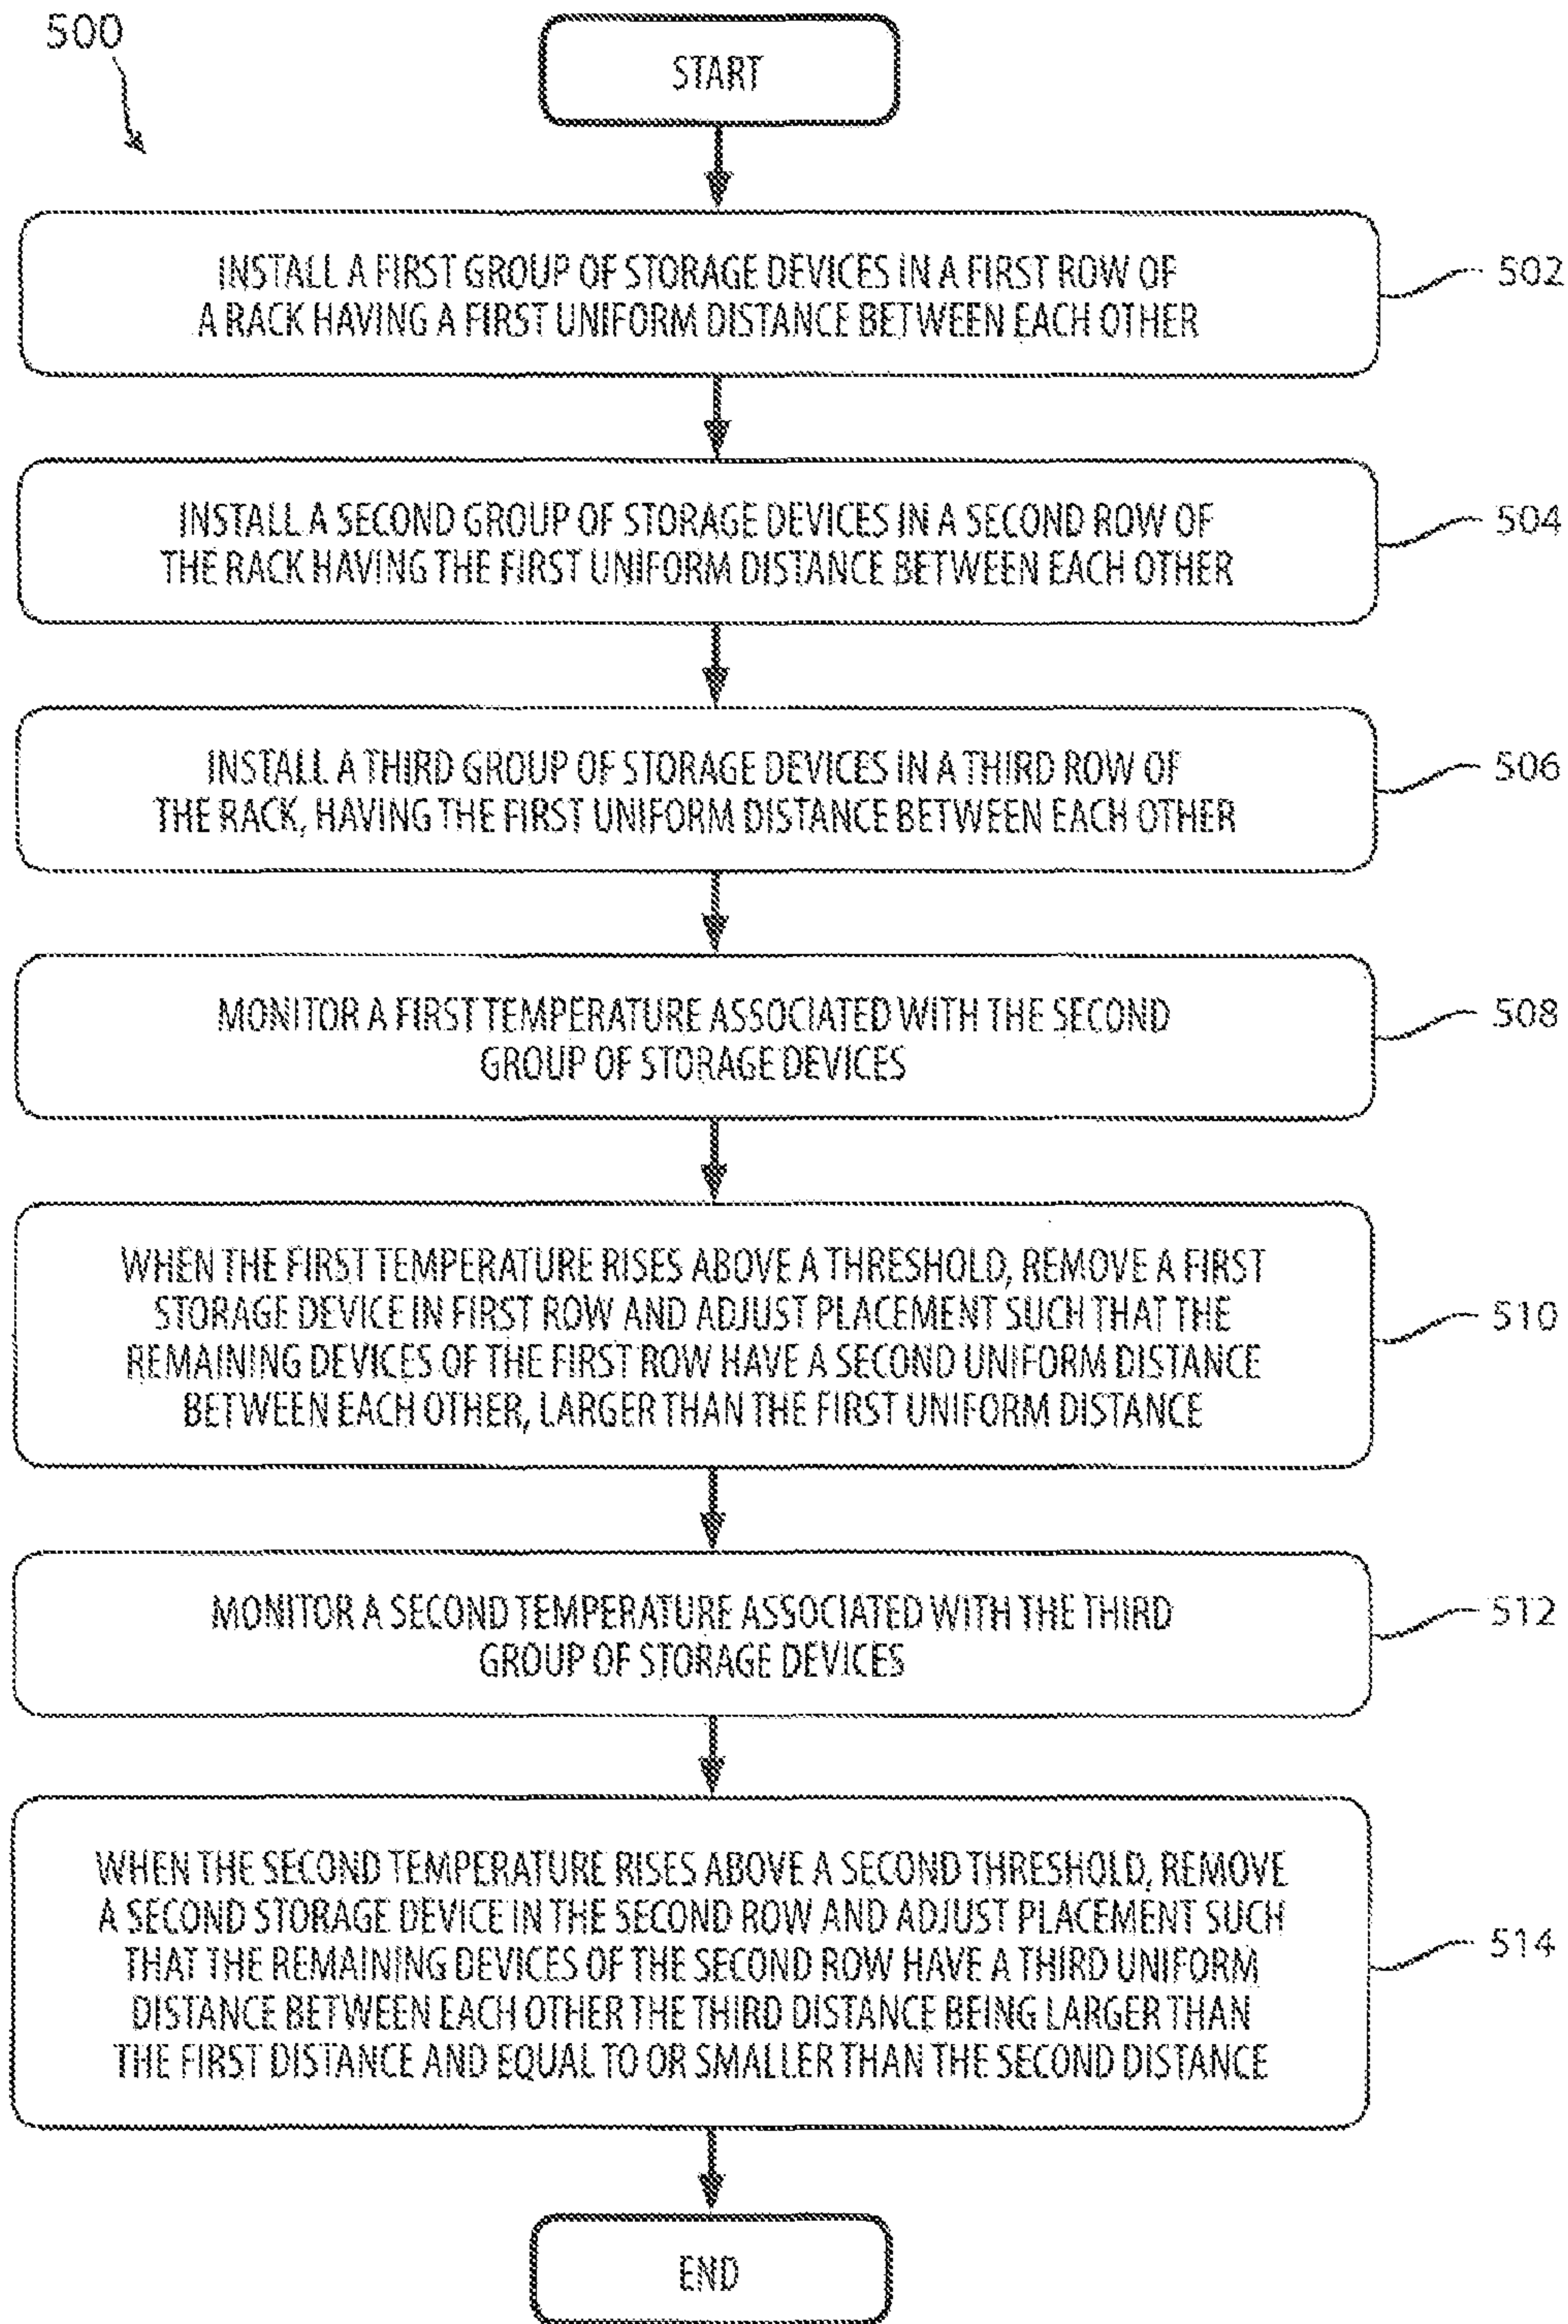 500
START
INSTALL A FIRST GROUP OF STORAGE DEVICES IN A FIRST ROW OF
A RACK HAVING A FIRST UNIFORM DISTANCE BETWEEN EACH OTHER
502
INSTALL A SECOND GROUP OF STORAGE DEVICES IN A SECOND ROW OF
THE RACK HAVING THE FIRST UNIFORM DISTANCE BETWEEN EACH OTHER
504
INSTALL A THIRD GROUP OF STORAGE DEVICES IN A THIRD ROW OF
THE RACK, HAVING THE FIRST UNIFORM DISTANCE BETWEEN EACH OTHER
506
MONITOR A FIRST TEMPERATURE ASSOCIATED WITH THE SECOND
GROUP OF STORAGE DEVICES
508
WHEN THE FIRST TEMPERATURE RISES ABOVE A THRESHOLD, REMOVE A FIRST
STORAGE DEVICE IN FIRST ROW AND ADJUST PLACEMENT SUCH THAT THE
REMAINING DEVICES OF THE FIRST ROW HAVE A SECOND UNIFORM DISTANCE
BETWEEN EACH OTHER, LARGER THAN THE FIRST UNIFORM DISTANCE
510
MONITOR A SECOND TEMPERATURE ASSOCIATED WITH THE THIRD
GROUP OF STORAGE DEVICES
512
WHEN THE SECOND TEMPERATURE RISES ABOVE A SECOND THRESHOLD, REMOVE
A SECOND STORAGE DEVICE IN THE SECOND ROW AND ADJUST PLACEMENT SUCH
THAT THE REMAINING DEVICES OF THE SECOND ROW HAVE A THIRD UNIFORM
DISTANCE BETWEEN EACH OTHER THE THIRD DISTANCE BEING LARGER THAN
THE FIRST DISTANCE AND EQUAL TO OR SMALLER THAN THE SECOND DISTANCE
514
END